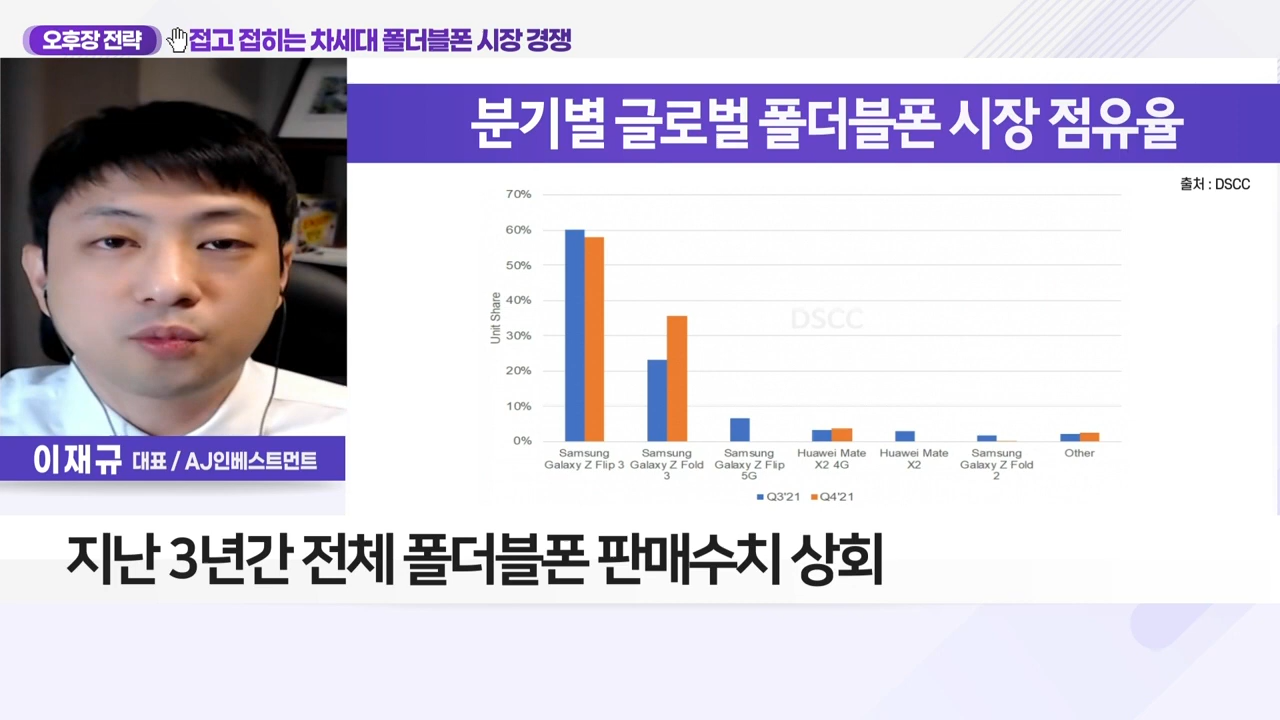 오후장 전략 접고 접히는 차세대 폴더블폰 시장 경쟁
분기별 글로벌 폴더블폰 시장 점유율
출처 : DSCC
70%
60%
50%
40%
30%
20%
10%
0%
Unit Share
DSCC
Samsung Galaxy Z Flip 3
Samsung Galaxy Z Fold 3
Samsung Galaxy Z Flip 5G
Huawei Mate X2 4G
Huawei Mate X2
Samsung Galaxy Z Fold 2
Other
Q3'21 Q4'21
이재규 대표 / AJ인베스트먼트
지난 3년간 전체 폴더블폰 판매수치 상회